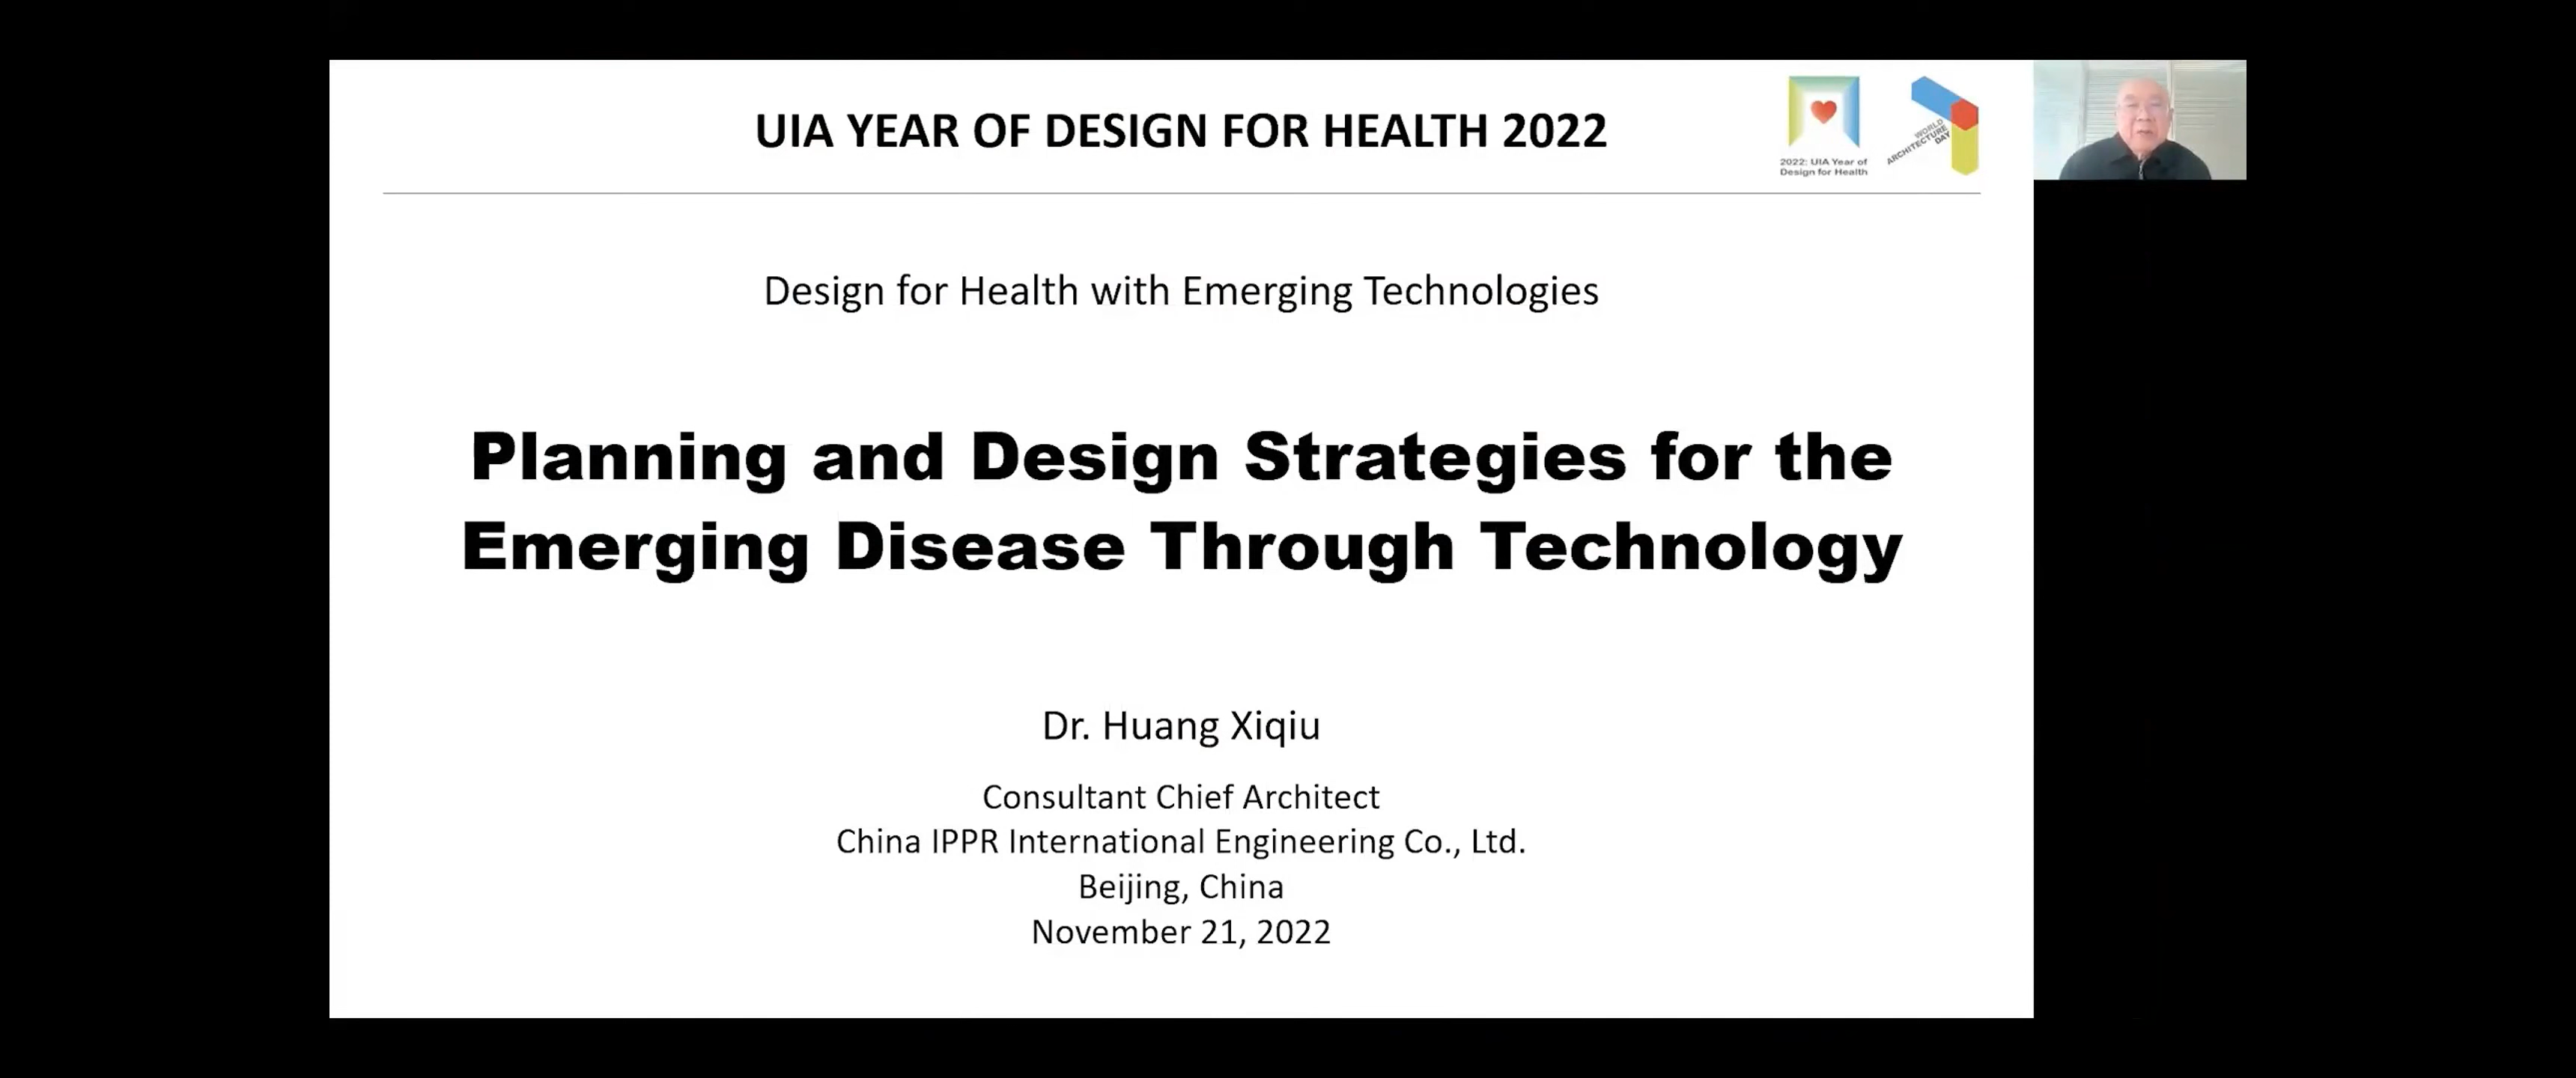 UIA YEAR OF DESIGN FOR HEALTH 2022
2022: UIA Year of
Design for Health
WORLD
ARCHITECTURE
DAY
Design for Health with Emerging Technologies
Planning and Design Strategies for the
Emerging Disease Through Technology
Dr. Huang Xiqiu
Consultant Chief Architect
China IPPR International Engineering Co., Ltd.
Beijing, China
November 21, 2022